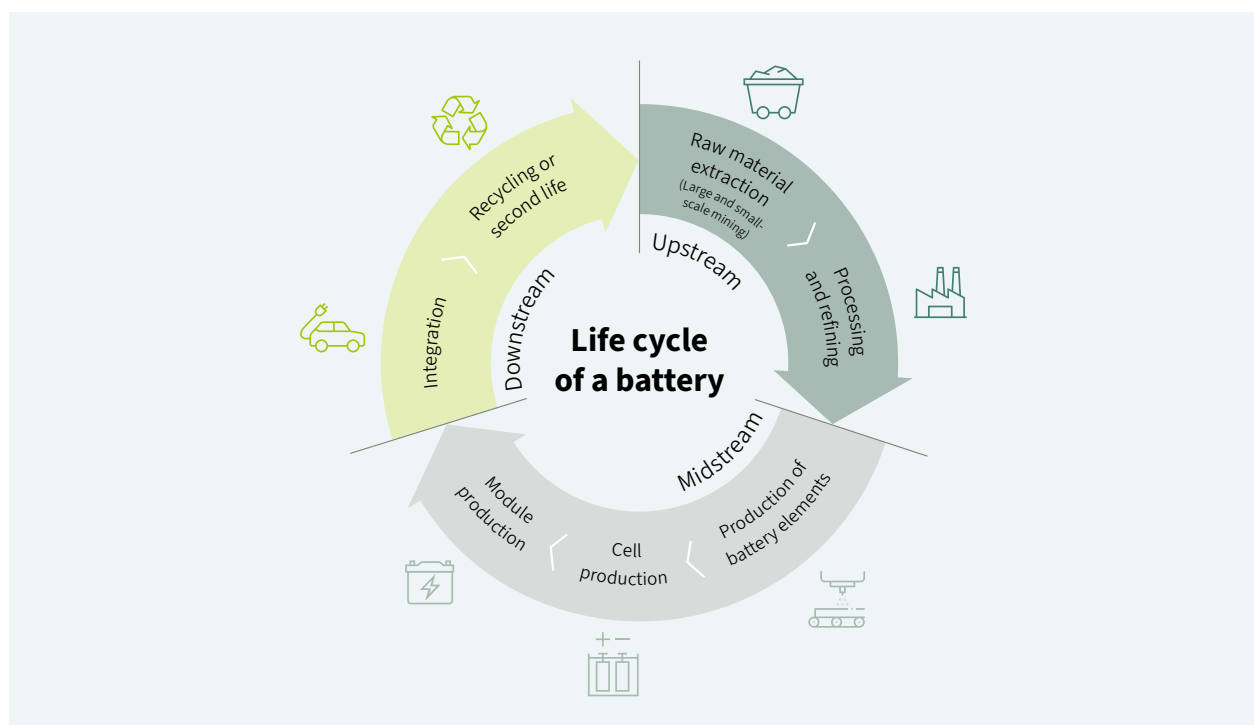 Life cycle
of a battery
Upstream
Raw material
extraction
(Large and small-
scale mining)
Processing
and refining
Midstream
Production of
battery elements
Cell
production
Module
production
Downstream
Integration
Recycling or
second life